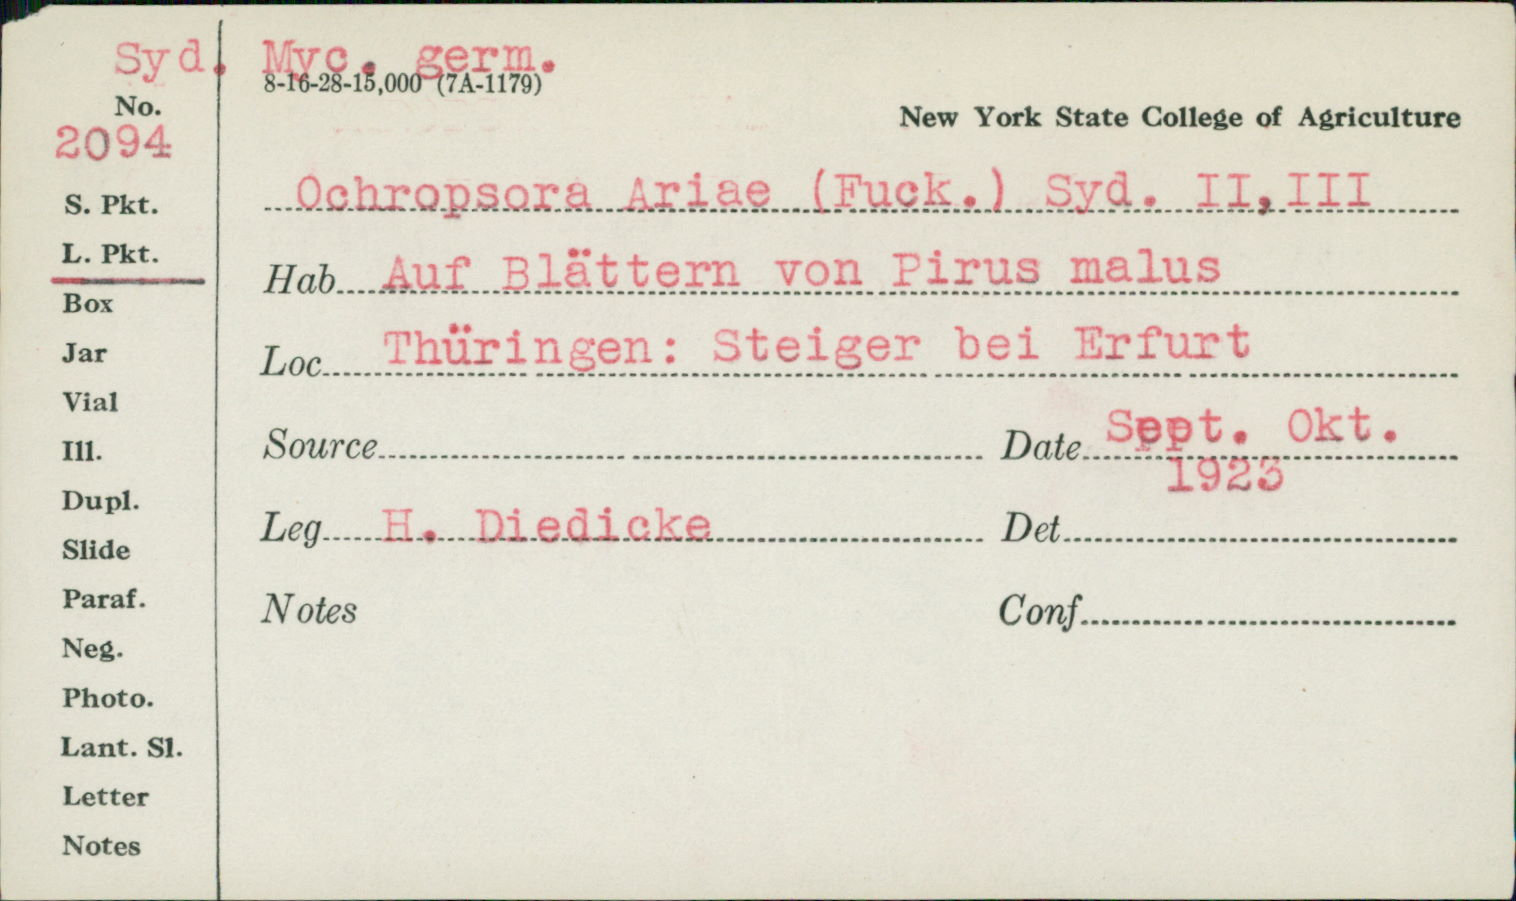 Syd. Myc. germ.
8-16-28-15,000 (7A-1179)
No.
2094
New York State College of Agriculture
S. Pkt.
L. Pkt.
Box
Jar
Vial
Ill.
Dupl.
Slide
Paraf.
Neg.
Photo.
Lant. Sl.
Letter
Notes
Ochropsora Ariae (Fuck.) Syd. II, III
Hab Auf Blättern von Pirus malus
Loc Thüringen: Steiger bei Erfurt
Source Date Sept. Okt.
1923
Leg H. Diedicke Det
Notes Conf